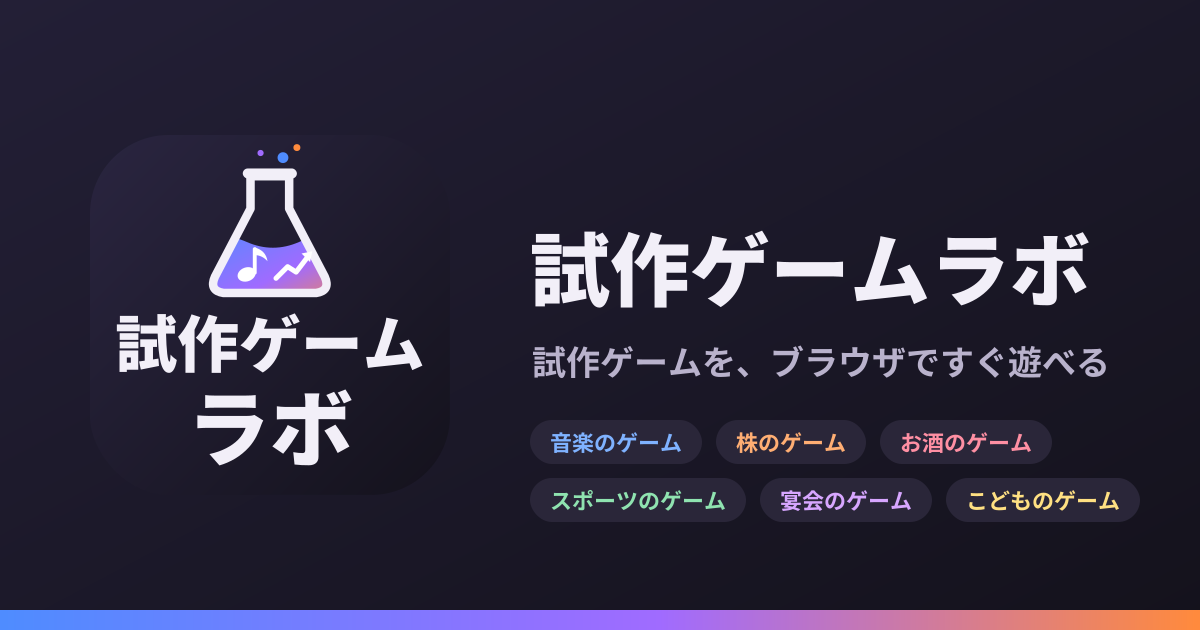 試作ゲーム
ラボ
試作ゲームラボ
試作ゲームを、ブラウザですぐ遊べる
音楽のゲーム
株のゲーム
お酒のゲーム
スポーツのゲーム
宴会のゲーム
こどものゲーム